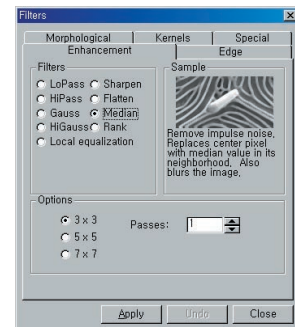 Filters
Morphological Kernels Special
Enhancement Edge
Filters
LoPass Sharpen
HiPass Flatten
Gauss Median
HiGauss Rank
Local equalization
Sample
Remove impulse noise.
Replaces center pixel
with median value in its
neighborhood. Also
blurs the image.
Options
3 x 3
5 x 5
7 x 7
Passes: 1
Apply Undo Close